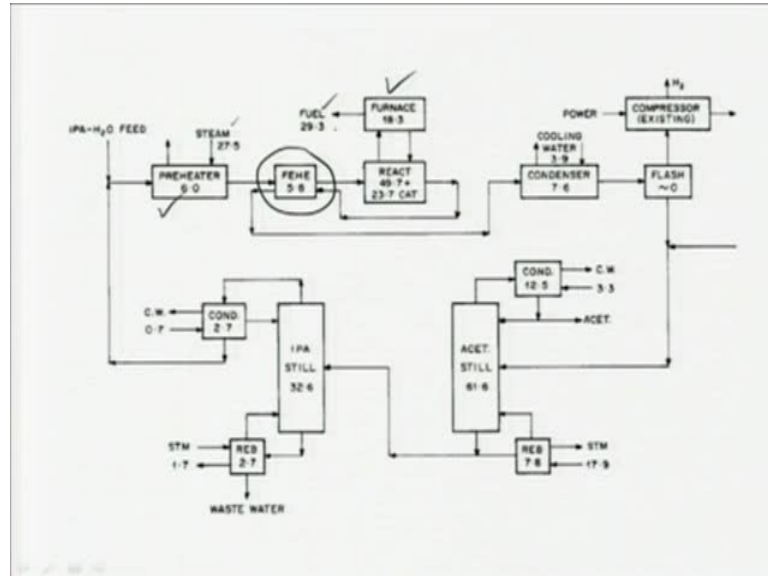 H₂
FUEL
29·3
FURNACE
18·3
POWER
COMPRESSOR
(EXISTING)
IPA-H₂O FEED
STEAM
27·5
COOLING
WATER
3·9
PREHEATER
6·0
FEHE
5·8
REACT
45·7+
23·7 CAT
CONDENSER
7·6
FLASH
~0
COND.
12·5
C.W.
3·3
ACET.
C.W.
0·7
COND.
2·7
IPA
STILL
32·6
ACET.
STILL
61·6
STM
1·7
REB
2·7
REB
7·8
STM
17·9
WASTE WATER